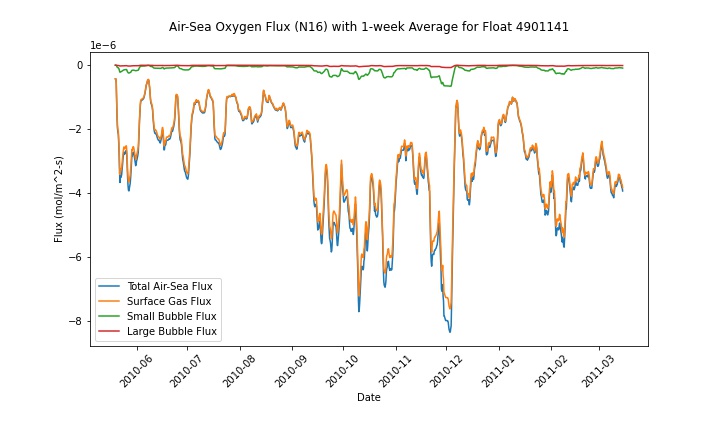 Air-Sea Oxygen Flux (N16) with 1-week Average for Float 4901141
1e−6
0
−2
−4
−6
−8
Flux (mol/m^2-s)
Total Air-Sea Flux
Surface Gas Flux
Small Bubble Flux
Large Bubble Flux
2010-06
2010-07
2010-08
2010-09
2010-10
2010-11
2010-12
2011-01
2011-02
2011-03
Date